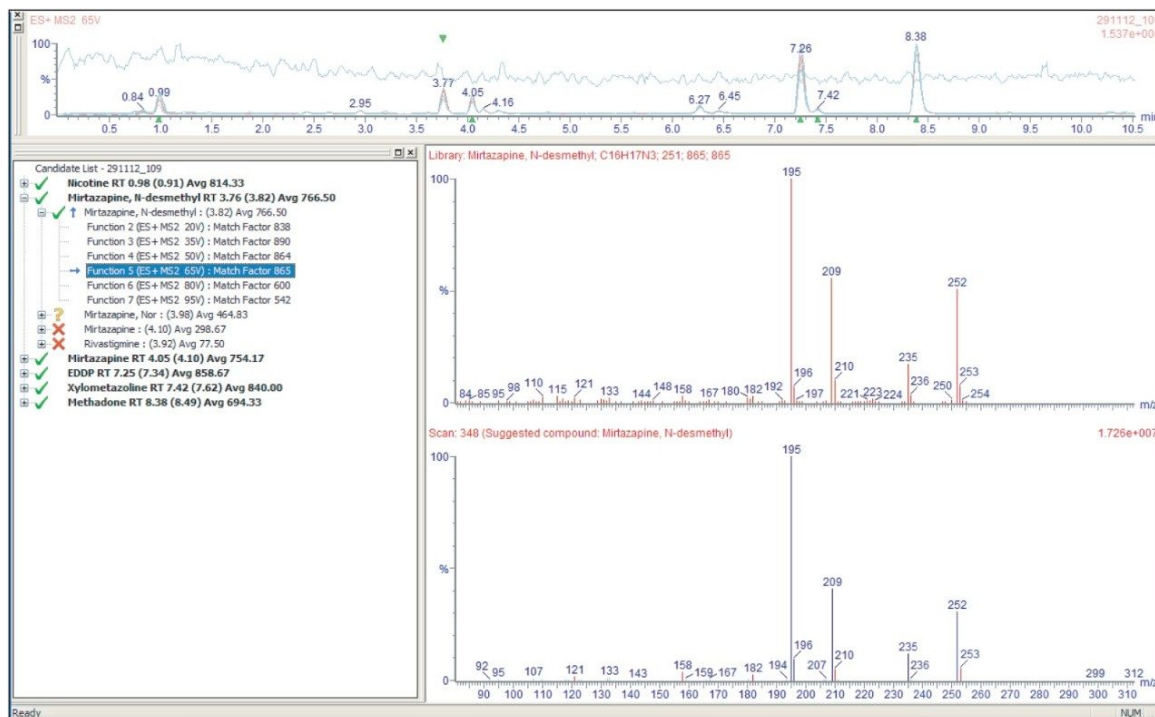 ES+ MS2 65V
291112_109
1.537e+00
100
%
0.84
0.99
2.95
3.77
4.05
4.16
6.27
6.45
7.26
7.42
8.38
0.5 1.0 1.5 2.0 2.5 3.0 3.5 4.0 4.5 5.0 5.5 6.0 6.5 7.0 7.5 8.0 8.5 9.0 9.5 10.0 10.5 min
Candidate List - 291112_109
Nicotine RT 0.98 (0.91) Avg 814.33
Mirtazapine, N-desmethyl RT 3.76 (3.82) Avg 766.50
Mirtazapine, N-desmethyl : (3.82) Avg 766.50
Function 2 (ES+ MS2 20V) : Match Factor 838
Function 3 (ES+ MS2 35V) : Match Factor 890
Function 4 (ES+ MS2 50V) : Match Factor 864
Function 5 (ES+ MS2 65V) : Match Factor 865
Function 6 (ES+ MS2 80V) : Match Factor 600
Function 7 (ES+ MS2 95V) : Match Factor 542
Mirtazapine, Nor : (3.98) Avg 464.83
Mirtazapine : (4.10) Avg 298.67
Rivastigmine : (3.92) Avg 77.50
Mirtazapine RT 4.05 (4.10) Avg 754.17
EDDP RT 7.25 (7.34) Avg 858.67
Xylometazoline RT 7.42 (7.62) Avg 840.00
Methadone RT 8.38 (8.49) Avg 694.33
Library: Mirtazapine, N-desmethyl; C16H17N3; 251; 865; 865
100
%
0
195
209
252
235
210
196
236
253
84 85 95 98 110 115 121 133 144 148 158 167 180 182 192 197 221 223 224 250 254
m/z
Scan: 348 (Suggested compound: Mirtazapine, N-desmethyl)
1.726e+007
100
%
0
195
209
252
235
196
210
253
92 95 107 121 133 143 158 159 167 182 194 207 236 299 312
m/z
90 100 110 120 130 140 150 160 170 180 190 200 210 220 230 240 250 260 270 280 290 300 310
Ready
NUM